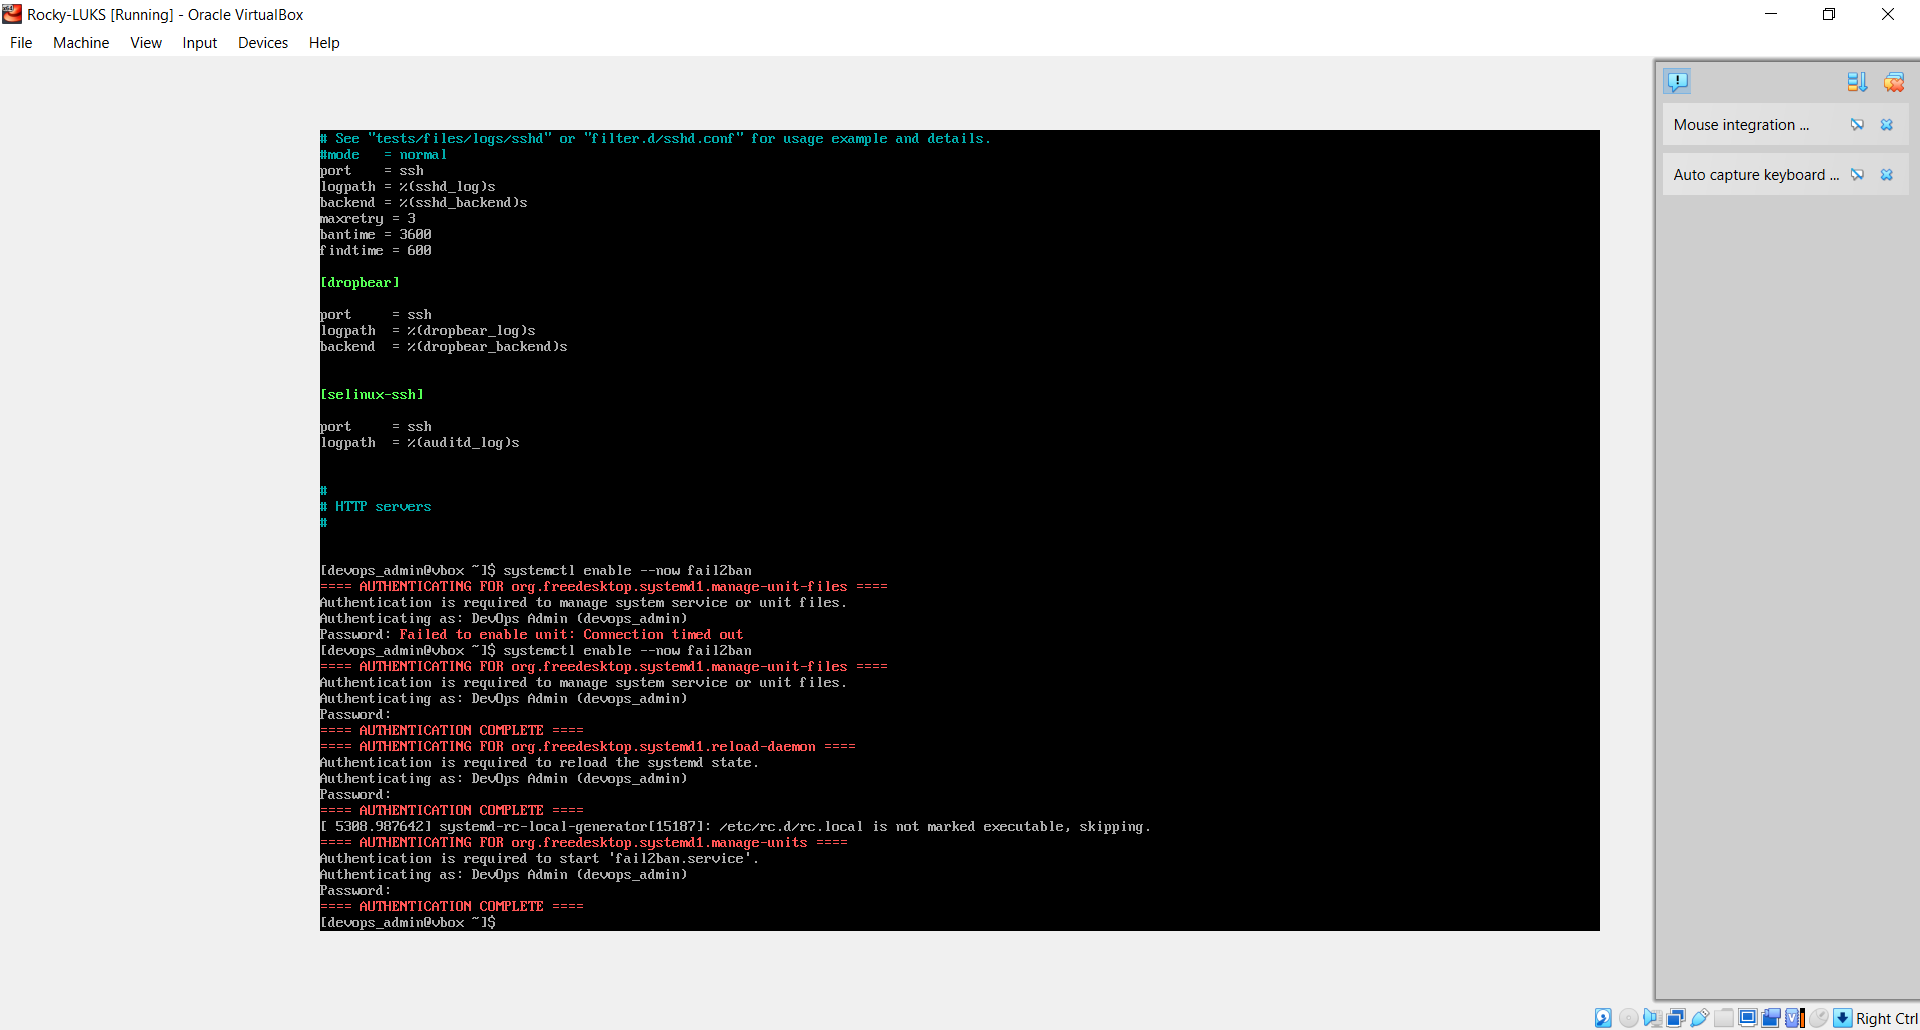 Rocky-LUKS [Running] - Oracle VirtualBox
File Machine View Input Devices Help
Mouse integration ...
Auto capture keyboard ...
# See "tests/files/logs/sshd" or "filter.d/sshd.conf" for usage example and details.
#mode   = normal
port    = ssh
logpath = %(sshd_log)s
backend = %(sshd_backend)s
maxretry = 3
bantime = 3600
findtime = 600
[dropbear]
port     = ssh
logpath  = %(dropbear_log)s
backend  = %(dropbear_backend)s
[selinux-ssh]
port     = ssh
logpath  = %(auditd_log)s
#
# HTTP servers
#
[devops_admin@vbox ~]$ systemctl enable --now fail2ban
==== AUTHENTICATING FOR org.freedesktop.systemd1.manage-unit-files ====
Authentication is required to manage system service or unit files.
Authenticating as: DevOps Admin (devops_admin)
Password: Failed to enable unit: Connection timed out
[devops_admin@vbox ~]$ systemctl enable --now fail2ban
==== AUTHENTICATING FOR org.freedesktop.systemd1.manage-unit-files ====
Authentication is required to manage system service or unit files.
Authenticating as: DevOps Admin (devops_admin)
Password:
==== AUTHENTICATION COMPLETE ====
==== AUTHENTICATING FOR org.freedesktop.systemd1.reload-daemon ====
Authentication is required to reload the systemd state.
Authenticating as: DevOps Admin (devops_admin)
Password:
==== AUTHENTICATION COMPLETE ====
[ 5308.987642] systemd-rc-local-generator[15187]: /etc/rc.d/rc.local is not marked executable, skipping.
==== AUTHENTICATING FOR org.freedesktop.systemd1.manage-units ====
Authentication is required to start 'fail2ban.service'.
Authenticating as: DevOps Admin (devops_admin)
Password:
==== AUTHENTICATION COMPLETE ====
[devops_admin@vbox ~]$
Right Ctrl